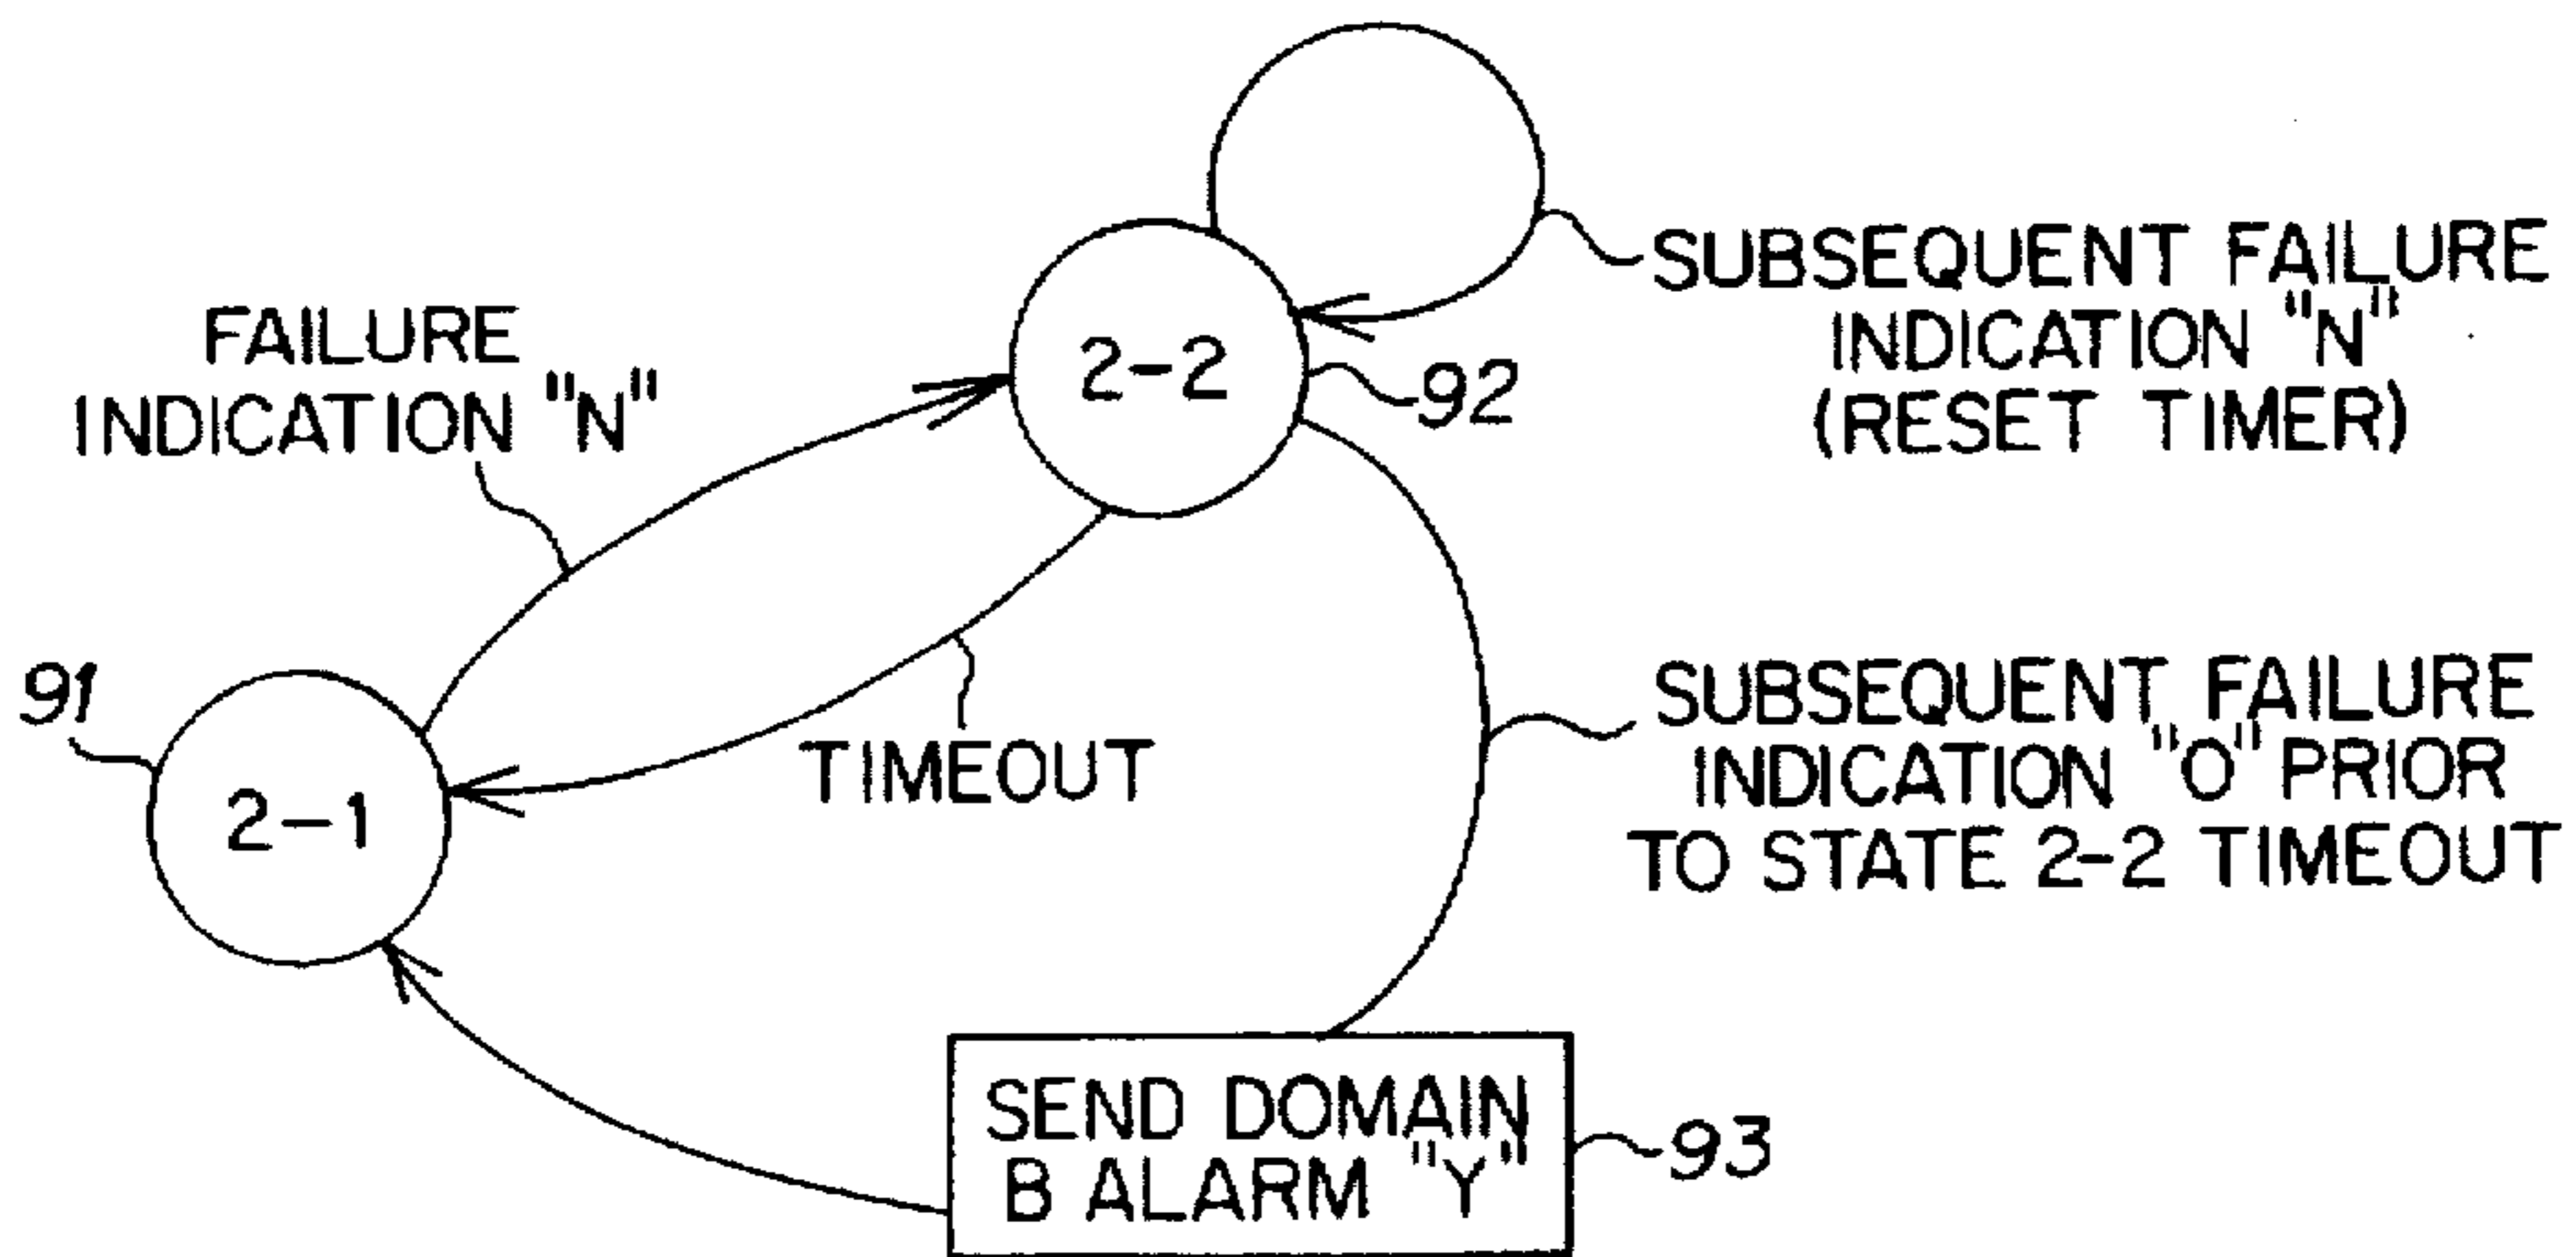 FAILURE
INDICATION "N"
2-2
92
SUBSEQUENT FAILURE
INDICATION "N"
(RESET TIMER)
91
2-1
TIMEOUT
SUBSEQUENT FAILURE
INDICATION "O" PRIOR
TO STATE 2-2 TIMEOUT
SEND DOMAIN
B ALARM "Y"
93